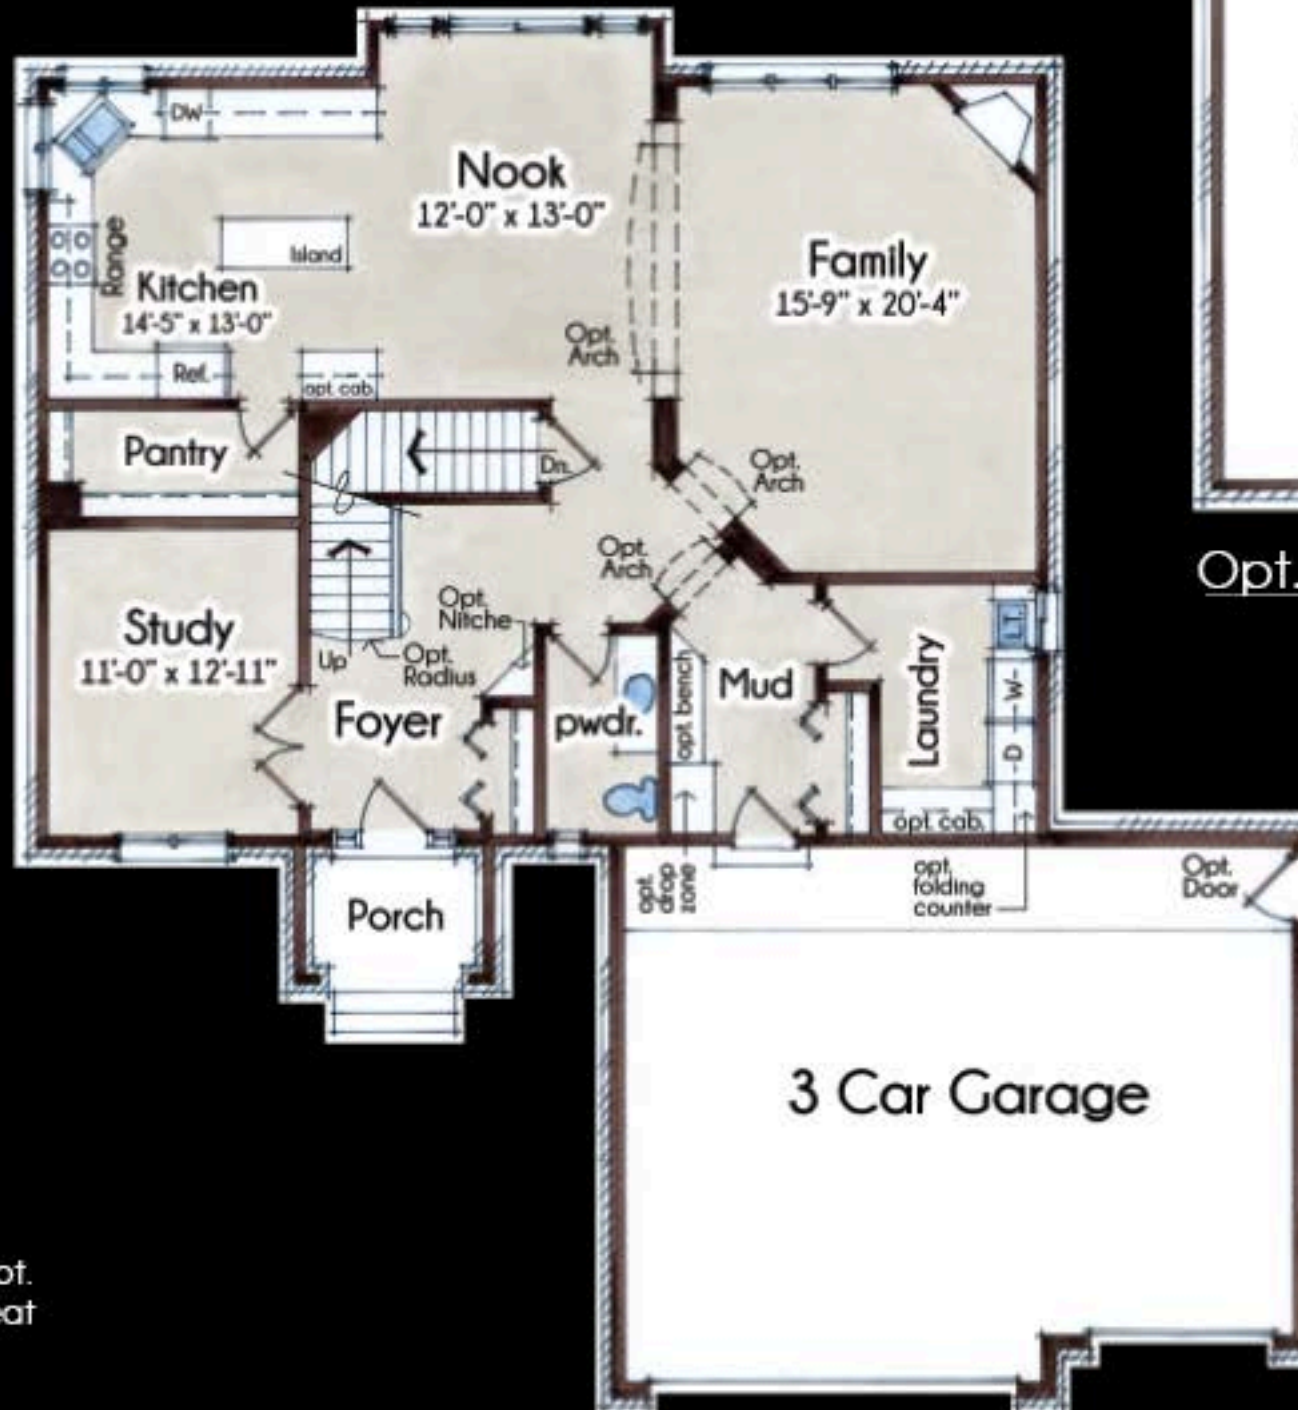 DW
Nook
12'-0" x 13'-0"
Range
Island
Family
15'-9" x 20'-4"
Kitchen
14'-5" x 13'-0"
Opt.
Arch
Ref.
opt. cab.
Pantry
Dn.
Opt.
Arch
Opt.
Arch
Opt.
Study
11'-0" x 12'-11"
Up
Opt.
Radius
Opt.
Nitche
Foyer
pwdr.
opt. bench
Mud
Laundry
LT.
W
D
opt. cab.
Porch
opt.
drop
zone
opt.
folding
counter
Opt.
Door
3 Car Garage